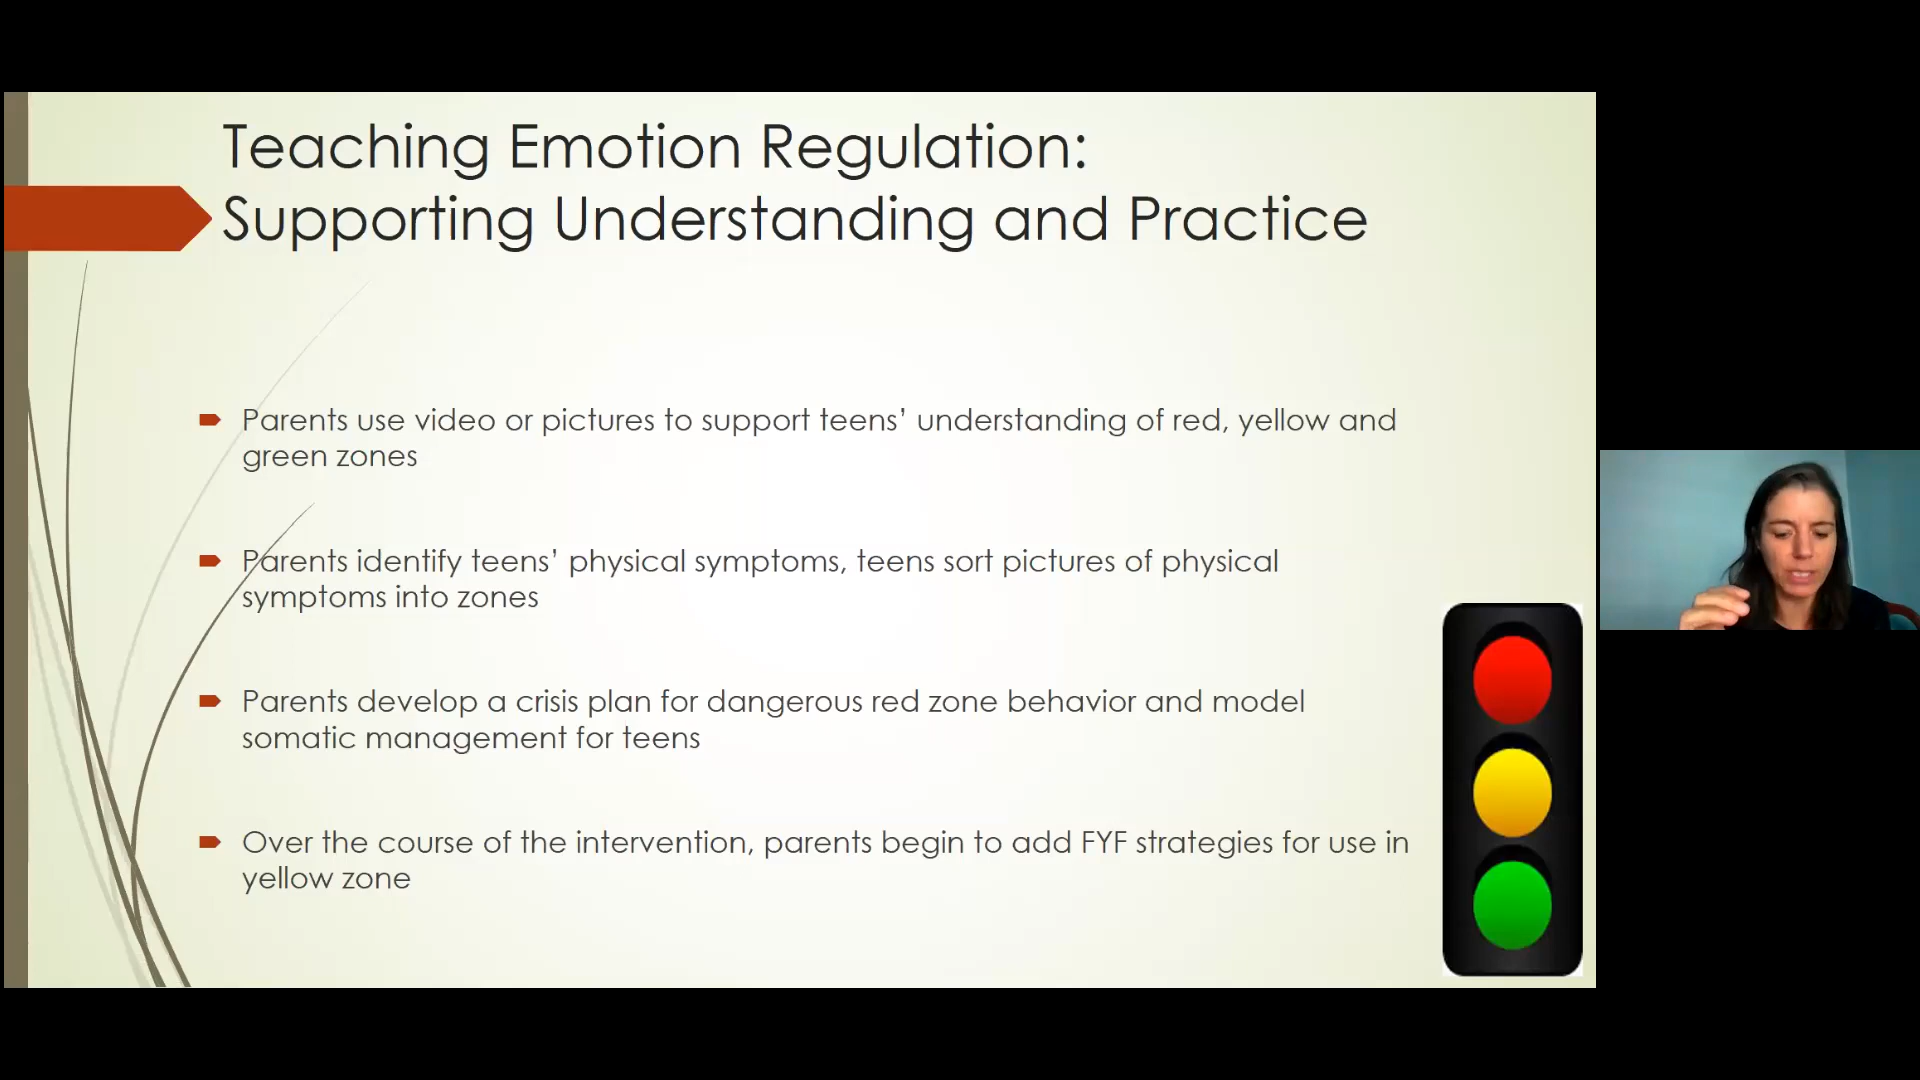 Teaching Emotion Regulation:
Supporting Understanding and Practice
Parents use video or pictures to support teens’ understanding of red, yellow and
green zones
Parents identify teens’ physical symptoms, teens sort pictures of physical
symptoms into zones
Parents develop a crisis plan for dangerous red zone behavior and model
somatic management for teens
Over the course of the intervention, parents begin to add FYF strategies for use in
yellow zone